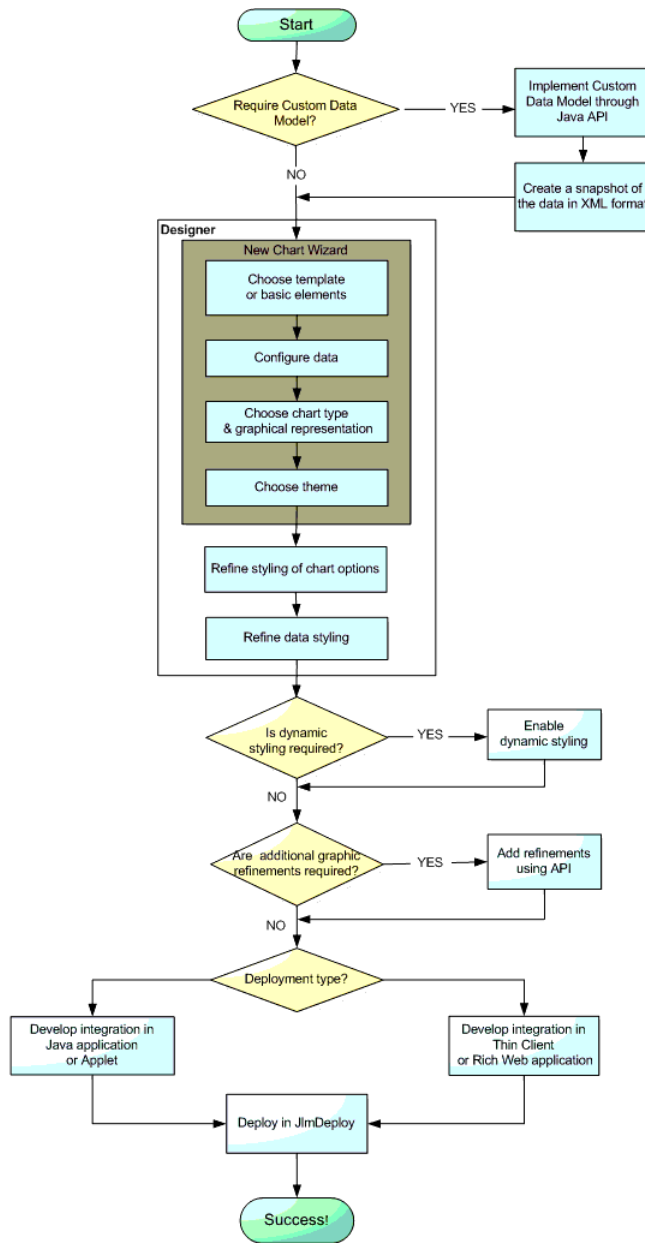 Start
Require Custom Data
Model?
YES
Implement Custom
Data Model through
Java API
NO
Create a snapshot of
the data in XML format
Designer
New Chart Wizard
Choose template
or basic elements
Configure data
Choose chart type
& graphical representation
Choose theme
Refine styling of chart options
Refine data styling
Is dynamic
styling required?
YES
Enable
dynamic styling
NO
Are additional graphic
refinements required?
YES
Add refinements
using API
NO
Deployment type?
Develop integration in
Java application
or Applet
Develop integration in
Thin Client
or Rich Web application
Deploy in JlmDeploy
Success!